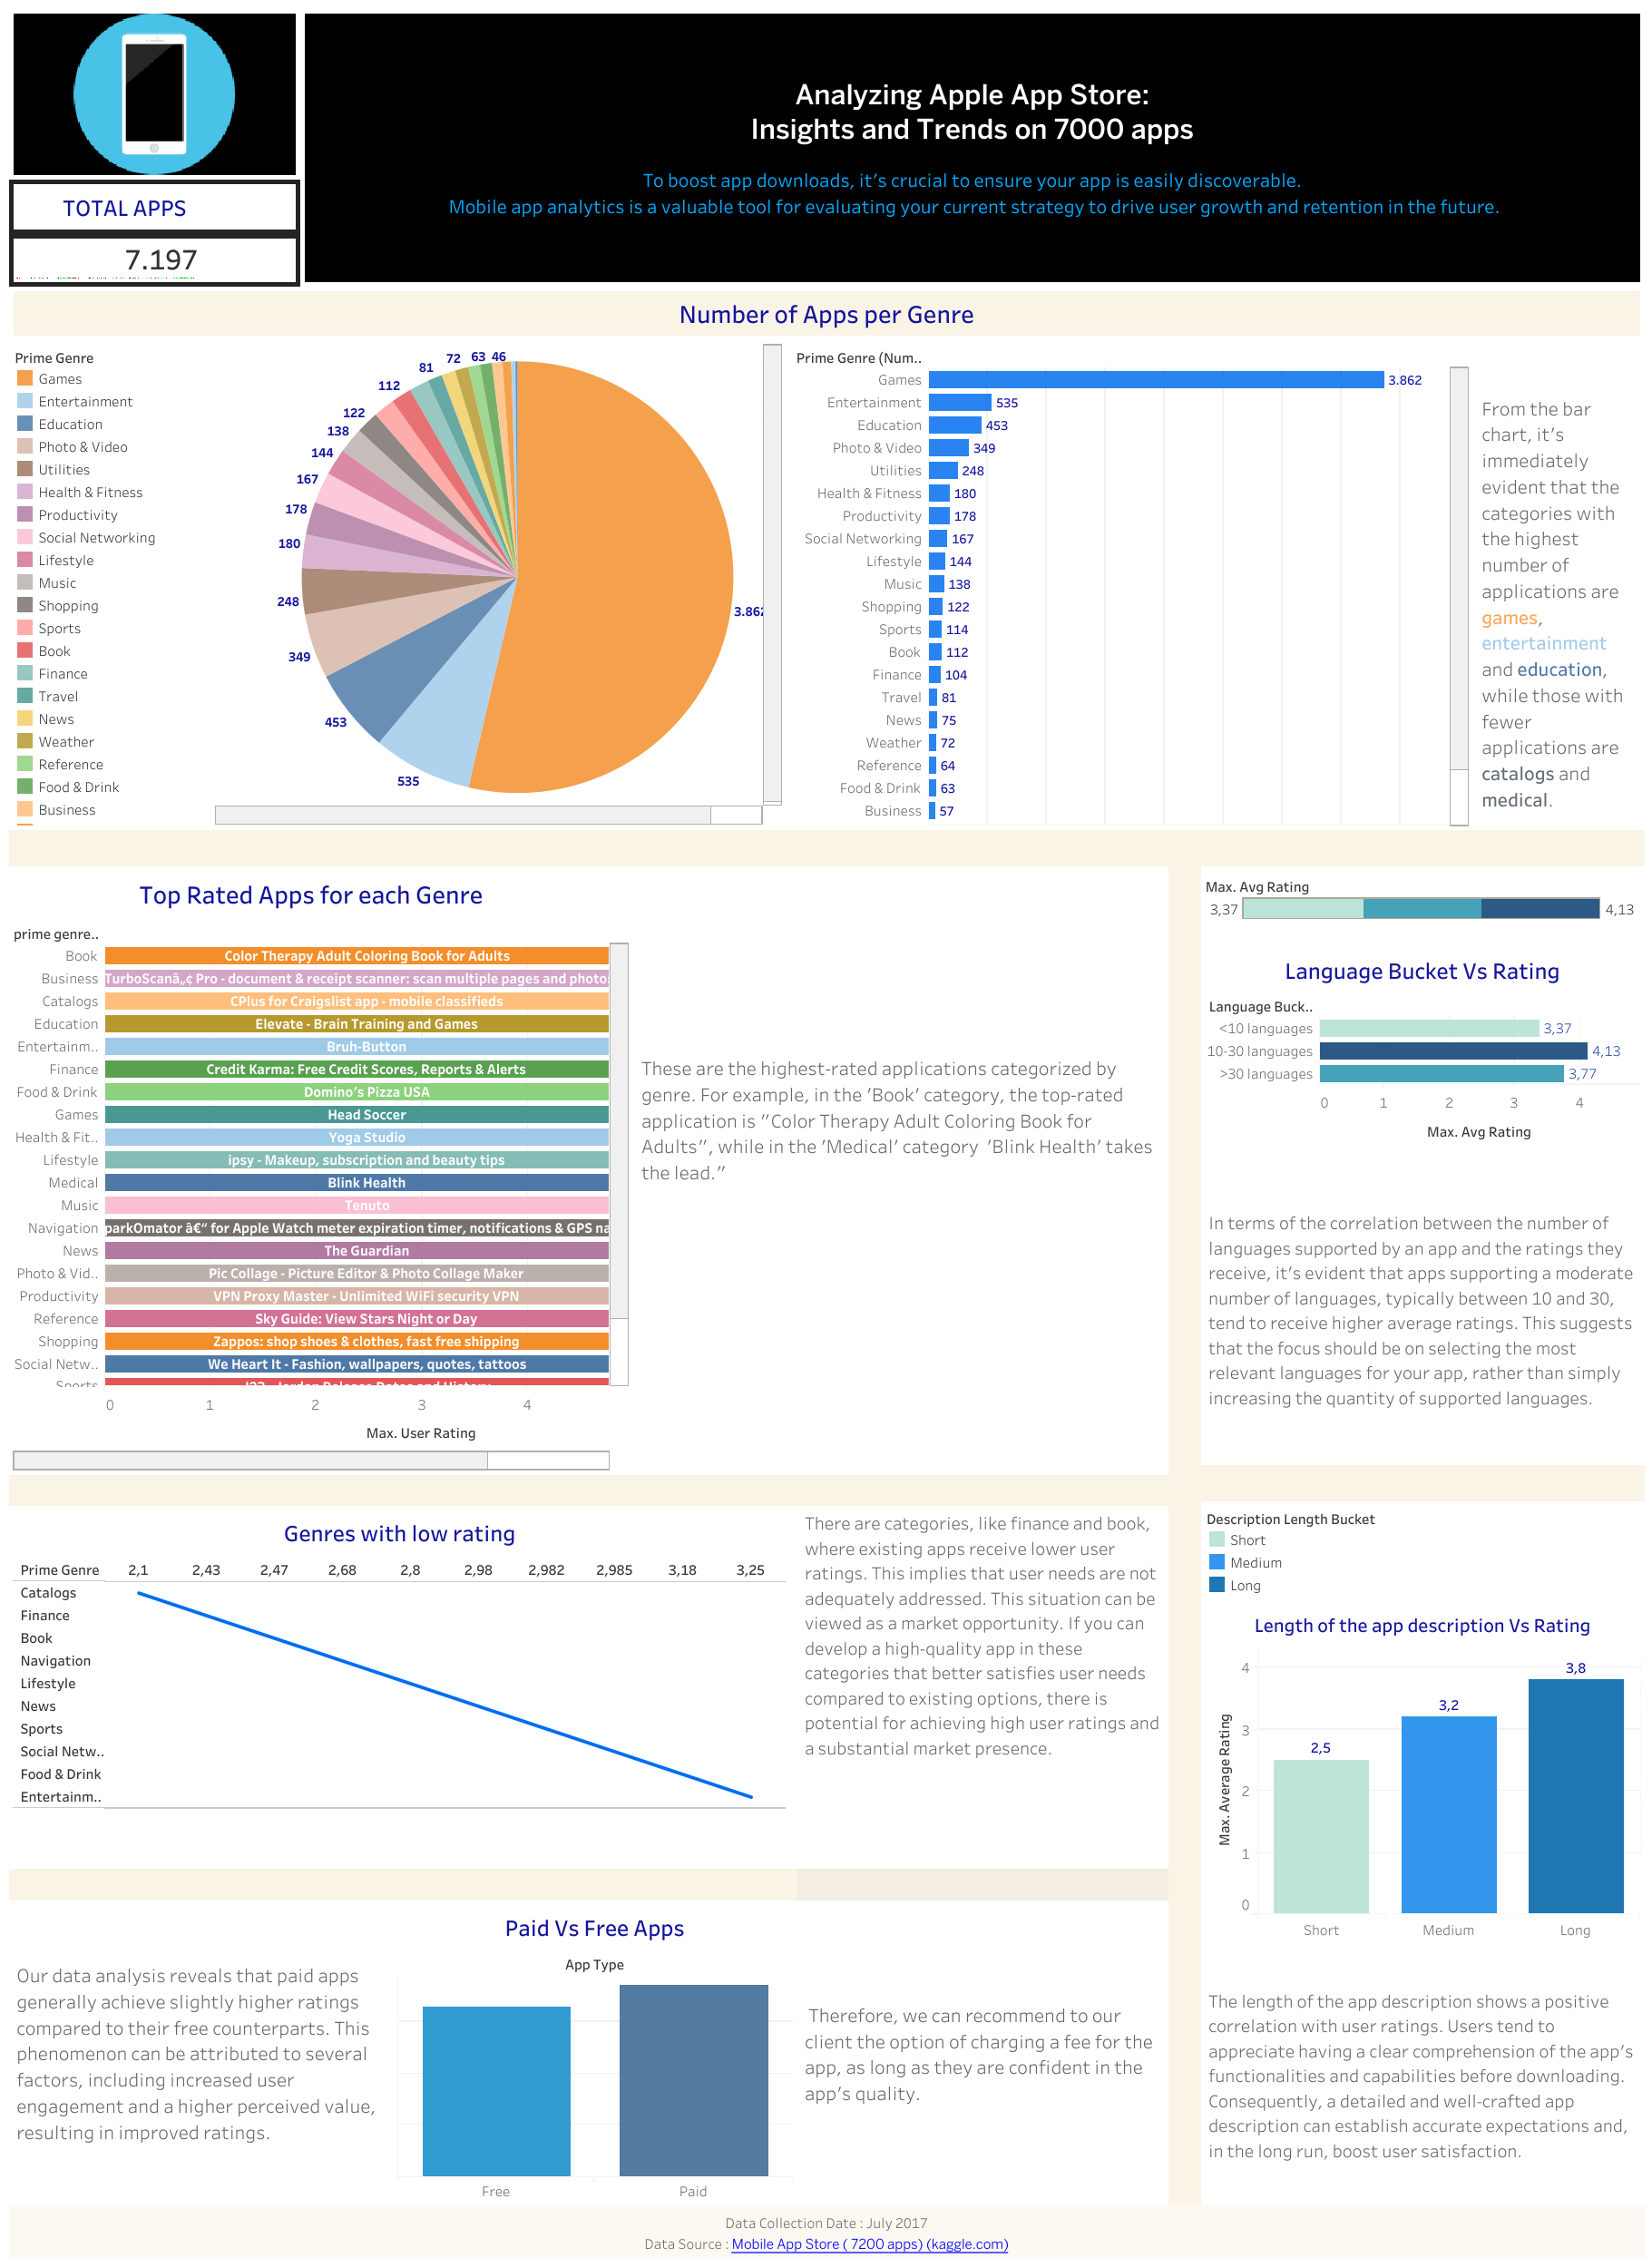 Analyzing Apple App Store:
Insights and Trends on 7000 apps
To boost app downloads, it's crucial to ensure your app is easily discoverable.
Mobile app analytics is a valuable tool for evaluating your current strategy to drive user growth and retention in the future.
TOTAL APPS
7.197
Number of Apps per Genre
Prime Genre
Games
Entertainment
Education
Photo & Video
Utilities
Health & Fitness
Productivity
Social Networking
Lifestyle
Music
Shopping
Sports
Book
Finance
Travel
News
Weather
Reference
Food & Drink
Business
46
63
72
81
112
122
138
144
167
178
180
248
349
453
535
3.862
Prime Genre (Num..
Games 3.862
Entertainment 535
Education 453
Photo & Video 349
Utilities 248
Health & Fitness 180
Productivity 178
Social Networking 167
Lifestyle 144
Music 138
Shopping 122
Sports 114
Book 112
Finance 104
Travel 81
News 75
Weather 72
Reference 64
Food & Drink 63
Business 57
From the bar
chart, it's
immediately
evident that the
categories with
the highest
number of
applications are
games,
entertainment
and education,
while those with
fewer
applications are
catalogs and
medical.
Top Rated Apps for each Genre
prime genre..
Book Color Therapy Adult Coloring Book for Adults
Business TurboScanâ„¢ Pro - document & receipt scanner: scan multiple pages and photo
Catalogs CPlus for Craigslist app - mobile classifieds
Education Elevate - Brain Training and Games
Entertainm.. Bruh-Button
Finance Credit Karma: Free Credit Scores, Reports & Alerts
Food & Drink Domino's Pizza USA
Games Head Soccer
Health & Fit.. Yoga Studio
Lifestyle ipsy - Makeup, subscription and beauty tips
Medical Blink Health
Music Tenuto
Navigation parkOmator â€“ for Apple Watch meter expiration timer, notifications & GPS na
News The Guardian
Photo & Vid.. Pic Collage - Picture Editor & Photo Collage Maker
Productivity VPN Proxy Master - Unlimited WiFi security VPN
Reference Sky Guide: View Stars Night or Day
Shopping Zappos: shop shoes & clothes, fast free shipping
Social Netw.. We Heart It - Fashion, wallpapers, quotes, tattoos
Sports J23 - Jordan Release Dates and History
0 1 2 3 4
Max. User Rating
These are the highest-rated applications categorized by
genre. For example, in the 'Book' category, the top-rated
application is "Color Therapy Adult Coloring Book for
Adults", while in the 'Medical' category 'Blink Health' takes
the lead."
Max. Avg Rating
3,37 4,13
Language Bucket Vs Rating
Language Buck..
<10 languages 3,37
10-30 languages 4,13
>30 languages 3,77
0 1 2 3 4
Max. Avg Rating
In terms of the correlation between the number of
languages supported by an app and the ratings they
receive, it's evident that apps supporting a moderate
number of languages, typically between 10 and 30,
tend to receive higher average ratings. This suggests
that the focus should be on selecting the most
relevant languages for your app, rather than simply
increasing the quantity of supported languages.
Genres with low rating
Prime Genre 2,1 2,43 2,47 2,68 2,8 2,98 2,982 2,985 3,18 3,25
Catalogs
Finance
Book
Navigation
Lifestyle
News
Sports
Social Netw..
Food & Drink
Entertainm..
There are categories, like finance and book,
where existing apps receive lower user
ratings. This implies that user needs are not
adequately addressed. This situation can be
viewed as a market opportunity. If you can
develop a high-quality app in these
categories that better satisfies user needs
compared to existing options, there is
potential for achieving high user ratings and
a substantial market presence.
Description Length Bucket
Short
Medium
Long
Length of the app description Vs Rating
Max. Average Rating
4
3
2
1
0
2,5
3,2
3,8
Short Medium Long
The length of the app description shows a positive
correlation with user ratings. Users tend to
appreciate having a clear comprehension of the app's
functionalities and capabilities before downloading.
Consequently, a detailed and well-crafted app
description can establish accurate expectations and,
in the long run, boost user satisfaction.
Paid Vs Free Apps
App Type
Free Paid
Our data analysis reveals that paid apps
generally achieve slightly higher ratings
compared to their free counterparts. This
phenomenon can be attributed to several
factors, including increased user
engagement and a higher perceived value,
resulting in improved ratings.
Therefore, we can recommend to our
client the option of charging a fee for the
app, as long as they are confident in the
app's quality.
Data Collection Date : July 2017
Data Source : Mobile App Store ( 7200 apps) (kaggle.com)